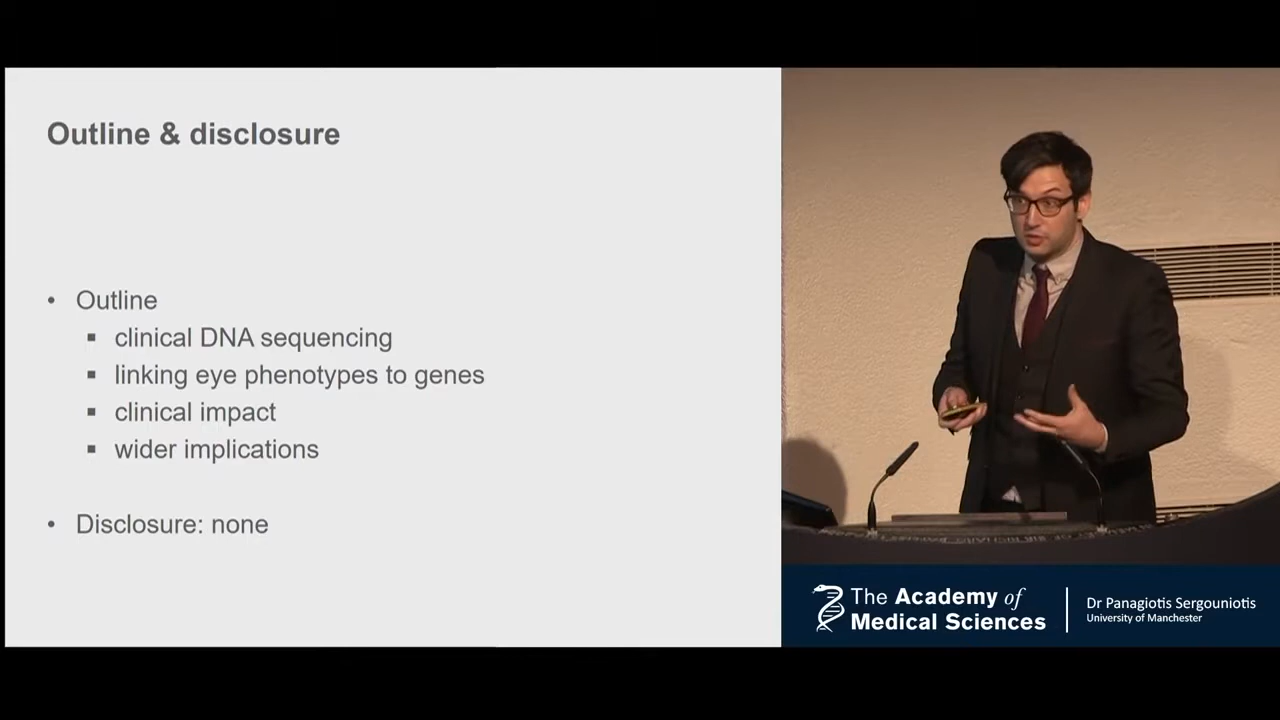 Outline & disclosure
• Outline
▪ clinical DNA sequencing
▪ linking eye phenotypes to genes
▪ clinical impact
▪ wider implications
• Disclosure: none
The Academy of
Medical Sciences
Dr Panagiotis Sergouniotis
University of Manchester